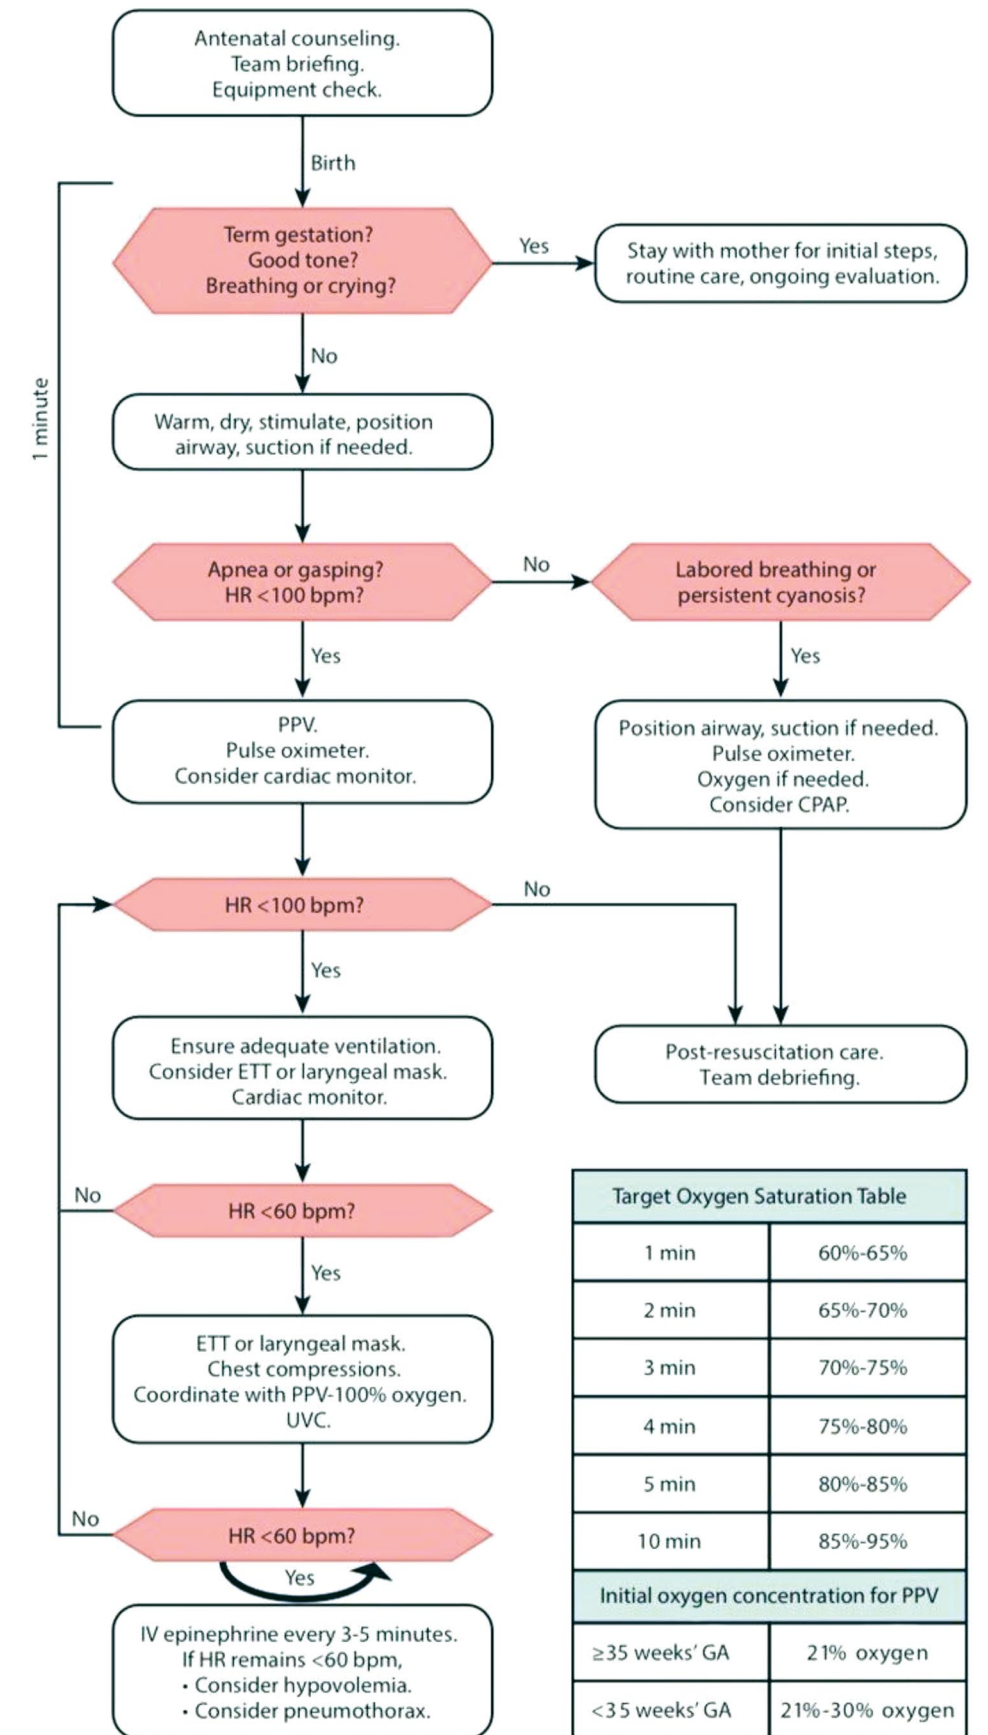 Antenatal counseling.
Team briefing.
Equipment check.
Birth
1 minute
Term gestation?
Good tone?
Breathing or crying?
Yes
Stay with mother for initial steps,
routine care, ongoing evaluation.
No
Warm, dry, stimulate, position
airway, suction if needed.
Apnea or gasping?
HR <100 bpm?
No
Labored breathing or
persistent cyanosis?
Yes
Yes
PPV.
Pulse oximeter.
Consider cardiac monitor.
Position airway, suction if needed.
Pulse oximeter.
Oxygen if needed.
Consider CPAP.
HR <100 bpm?
No
Yes
Ensure adequate ventilation.
Consider ETT or laryngeal mask.
Cardiac monitor.
Post-resuscitation care.
Team debriefing.
HR <60 bpm?
No
Yes
ETT or laryngeal mask.
Chest compressions.
Coordinate with PPV-100% oxygen.
UVC.
HR <60 bpm?
No
Yes
IV epinephrine every 3-5 minutes.
If HR remains <60 bpm,
• Consider hypovolemia.
• Consider pneumothorax.
Target Oxygen Saturation Table
1 min 60%-65%
2 min 65%-70%
3 min 70%-75%
4 min 75%-80%
5 min 80%-85%
10 min 85%-95%
Initial oxygen concentration for PPV
≥35 weeks' GA 21% oxygen
<35 weeks' GA 21%-30% oxygen